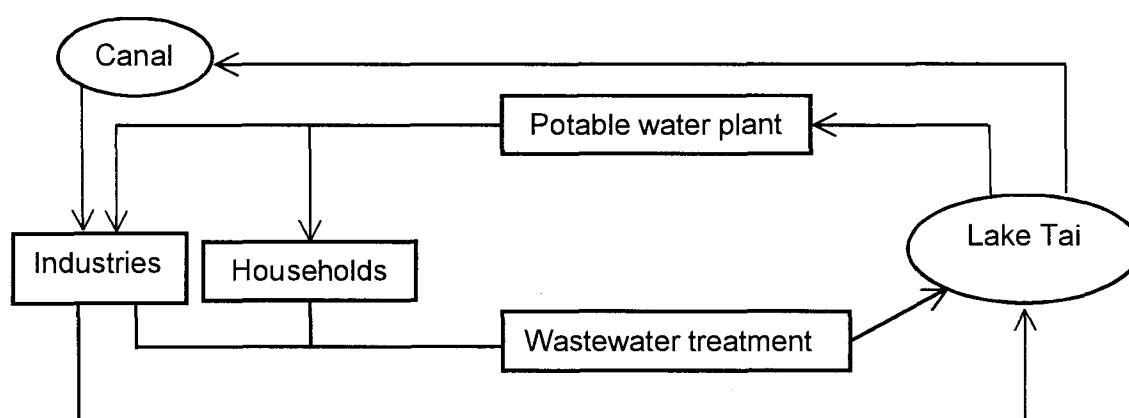 Canal
Potable water plant
Lake Tai
Industries
Households
Wastewater treatment